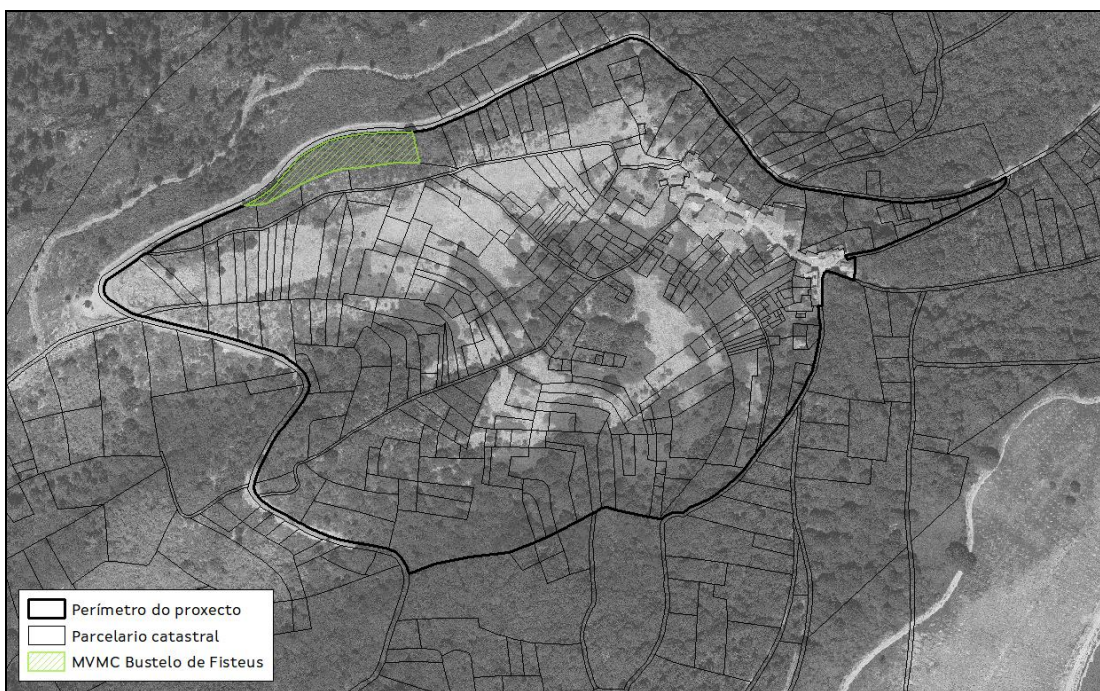 Perímetro do proxecto
Parcelario catastral
MVMC Bustelo de Fisteus